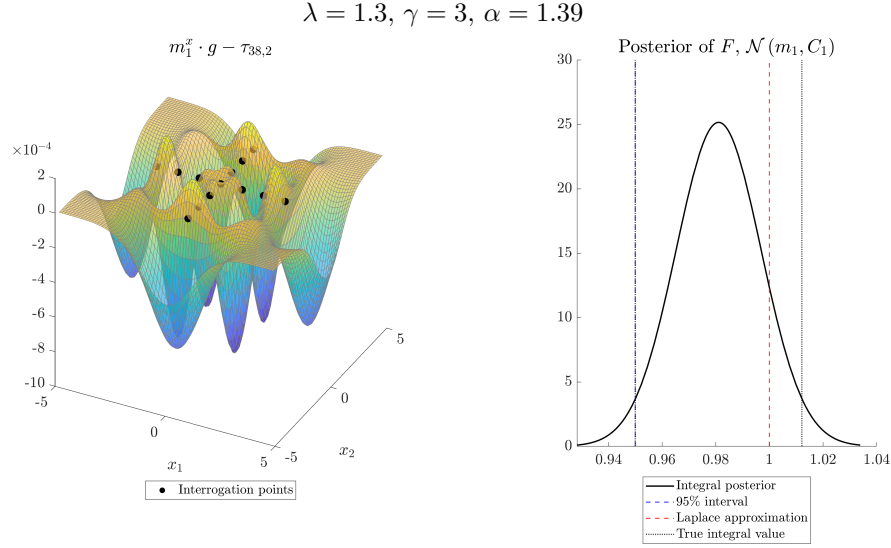 λ = 1.3, γ = 3, α = 1.39
m₁ˣ · g − τ₃₈,₂
×10⁻⁴
2
0
-2
-4
-6
-8
-10
-5
0
5
x₁
-5
0
5
x₂
Interrogation points
Posterior of F, 𝒩(m₁, C₁)
30
25
20
15
10
5
0
0.94 0.96 0.98 1 1.02 1.04
Integral posterior
95% interval
Laplace approximation
True integral value